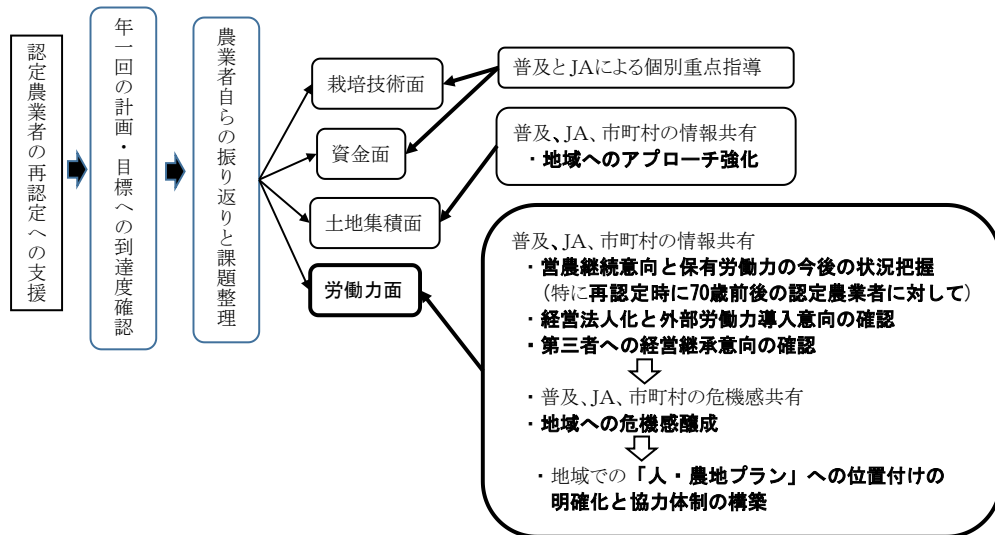 認定農業者の再認定への支援
年一回の計画・目標への到達度確認
農業者自らの振り返りと課題整理
栽培技術面
資金面
土地集積面
労働力面
普及とJAによる個別重点指導
普及、JA、市町村の情報共有
・地域へのアプローチ強化
普及、JA、市町村の情報共有
・営農継続意向と保有労働力の今後の状況把握
(特に再認定時に70歳前後の認定農業者に対して)
・経営法人化と外部労働力導入意向の確認
・第三者への経営継承意向の確認
・普及、JA、市町村の危機感共有
・地域への危機感醸成
・地域での「人・農地プラン」への位置付けの
明確化と協力体制の構築